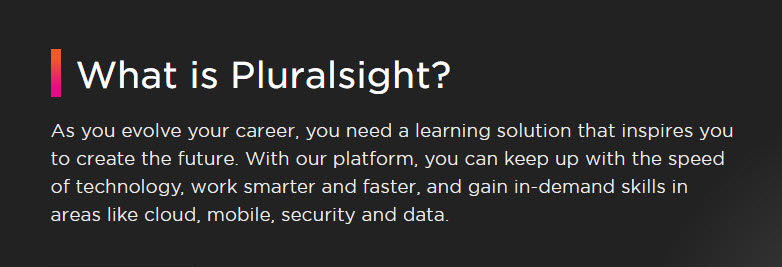 What is Pluralsight?
As you evolve your career, you need a learning solution that inspires you
to create the future. With our platform, you can keep up with the speed
of technology, work smarter and faster, and gain in-demand skills in
areas like cloud, mobile, security and data.